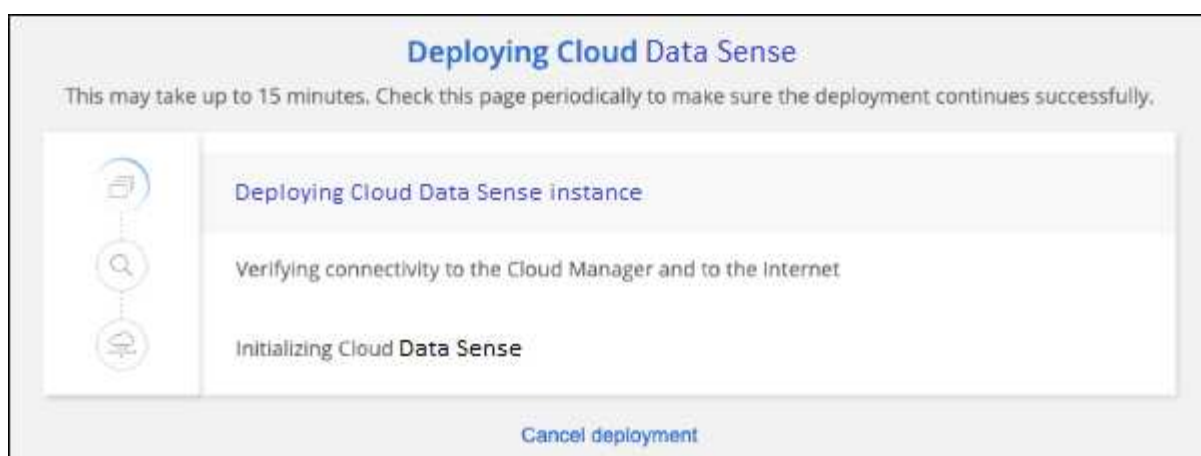 Deploying Cloud Data Sense
This may take up to 15 minutes. Check this page periodically to make sure the deployment continues successfully.
Deploying Cloud Data Sense instance
Verifying connectivity to the Cloud Manager and to the Internet
Initializing Cloud Data Sense
Cancel deployment